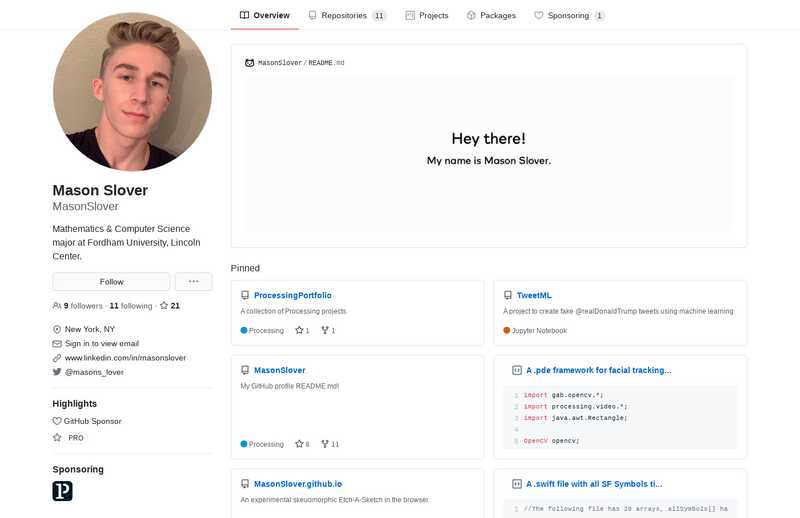 Overview
Repositories 11
Projects
Packages
Sponsoring 1
MasonSlover/README.md
Hey there!
My name is Mason Slover.
Mason Slover
MasonSlover
Mathematics & Computer Science
major at Fordham University, Lincoln
Center.
Follow
9 followers · 11 following · 21
New York, NY
Sign in to view email
www.linkedin.com/in/masonslover
@masons_lover
Highlights
GitHub Sponsor
PRO
Sponsoring
Pinned
ProcessingPortfolio
A collection of Processing projects.
Processing 1 1
TweetML
A project to create fake @realDonaldTrump tweets using machine learning
Jupyter Notebook
MasonSlover
My GitHub profile README.md!
Processing 8 11
A .pde framework for facial tracking...
1 import gab.opencv.*;
2 import processing.video.*;
3 import java.awt.Rectangle;
4
5 OpenCV opencv;
MasonSlover.github.io
An experimental skeuomorphic Etch-A-Sketch in the browser.
A .swift file with all SF Symbols ti...
1 //The following file has 20 arrays, allSymbols[] ha